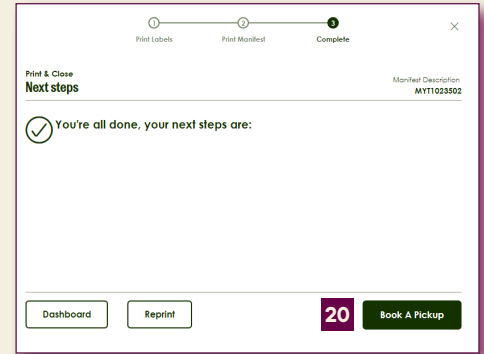 1
2
3
Print Labels
Print Manifest
Complete
Print & Close
Next steps
Manifest Description
MYT1023502
You're all done, your next steps are:
Dashboard
Reprint
20
Book A Pickup